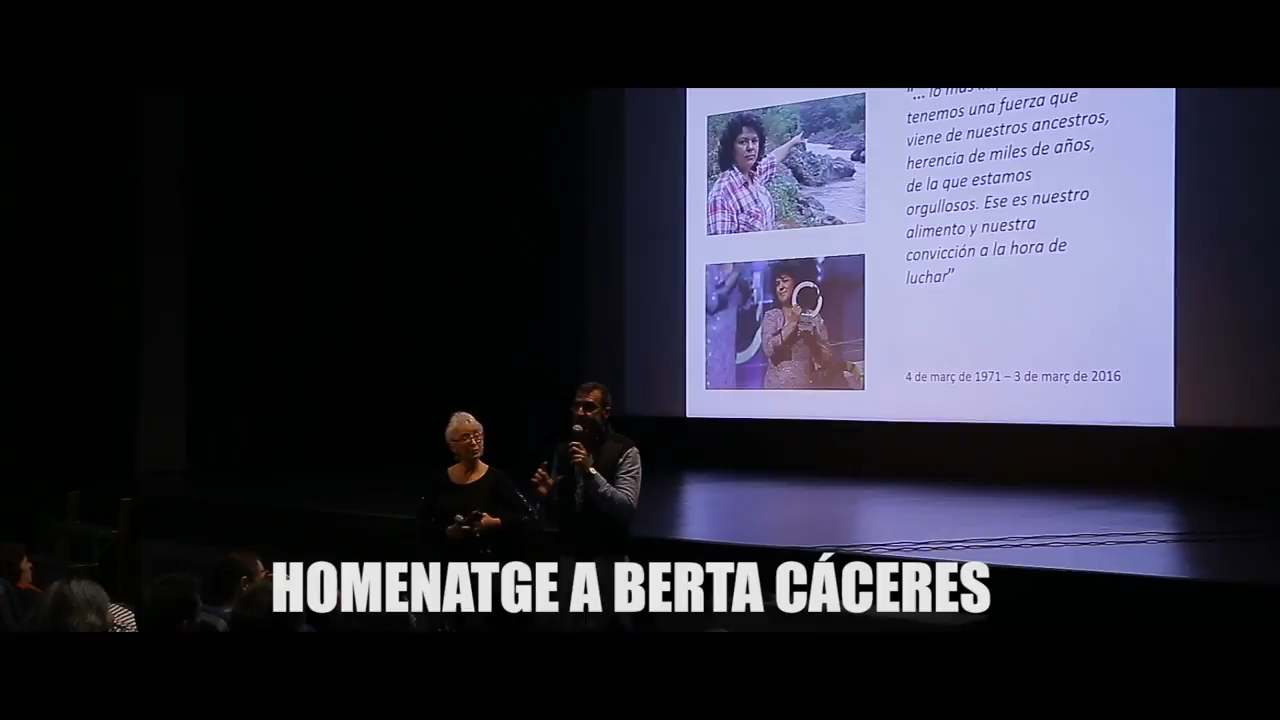 "... lo más
tenemos una fuerza que
viene de nuestros ancestros,
herencia de miles de años,
de la que estamos
orgullosos. Ese es nuestro
alimento y nuestra
convicción a la hora de
luchar”
4 de març de 1971 – 3 de març de 2016
HOMENATGE A BERTA CÁCERES